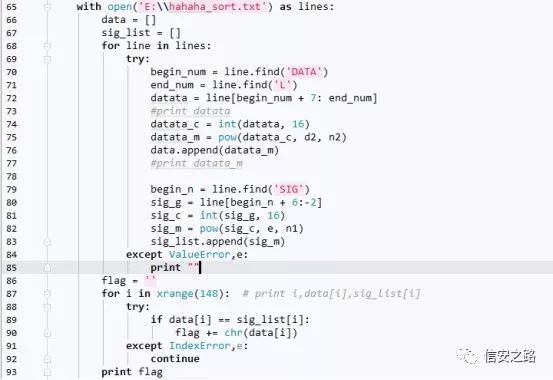 65 with open('E:\\hahaha_sort.txt') as lines:
66 data = []
67 sig_list = []
68 for line in lines:
69 try:
70 begin_num = line.find('DATA')
71 end_num = line.find('L')
72 datata = line[begin_num + 7: end_num]
73 #print datata
74 datata_c = int(datata, 16)
75 datata_m = pow(datata_c, d2, n2)
76 data.append(datata_m)
77 #print datata_m
78
79 begin_n = line.find('SIG')
80 sig_g = line[begin_n + 6:-2]
81 sig_c = int(sig_g, 16)
82 sig_m = pow(sig_c, e, n1)
83 sig_list.append(sig_m)
84 except ValueError,e:
85 print ""
86 flag = ''
87 for i in xrange(148): # print i,data[i],sig_list[i]
88 try:
89 if data[i] == sig_list[i]:
90 flag += chr(data[i])
91 except IndexError,e:
92 continue
93 print flag
信安之路